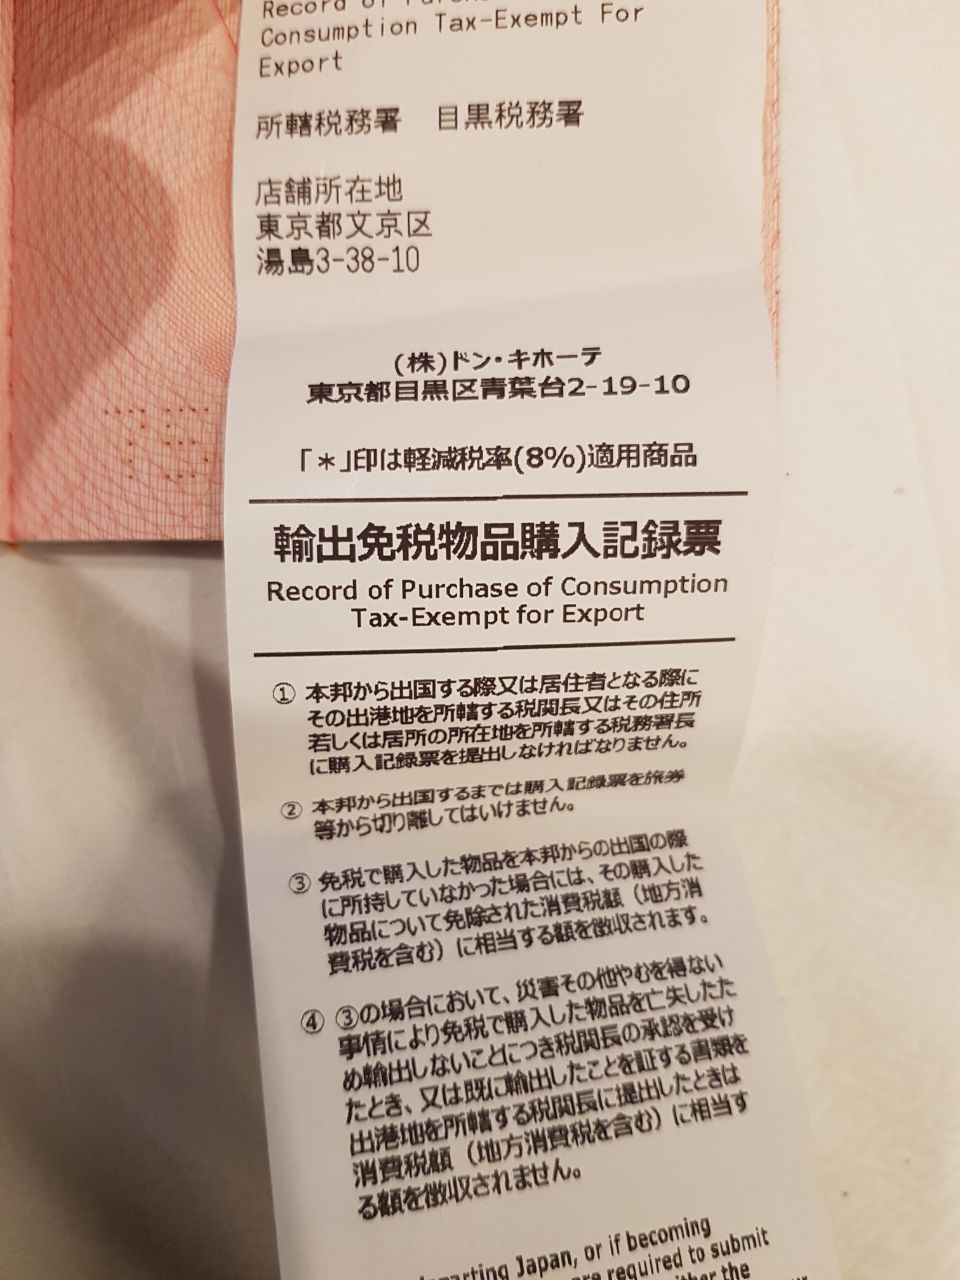 Record of Purchase
Consumption Tax-Exempt For
Export
所轄税務署　目黒税務署
店舗所在地
東京都文京区
湯島3-38-10
(株)ドン・キホーテ
東京都目黒区青葉台2-19-10
「＊」印は軽減税率(8%)適用商品
輸出免税物品購入記録票
Record of Purchase of Consumption
Tax-Exempt for Export
① 本邦から出国する際又は居住者となる際に
その出港地を所轄する税関長又はその住所
若しくは居所の所在地を所轄する税務署長
に購入記録票を提出しなければなりません。
② 本邦から出国するまでは購入記録票を旅券
等から切り離してはいけません。
③ 免税で購入した物品を本邦からの出国の際
に所持していなかった場合には、その購入した
物品について免除された消費税額（地方消
費税を含む）に相当する額を徴収されます。
④ ③の場合において、災害その他やむを得ない
事情により免税で購入した物品を亡失したた
め輸出しないことにつき税関長の承認を受け
たとき、又は既に輸出したことを証する書類を
出港地を所轄する税関長に提出したときは
消費税額（地方消費税を含む）に相当す
る額を徴収されません。
departing Japan, or if becoming
are required to submit
either the